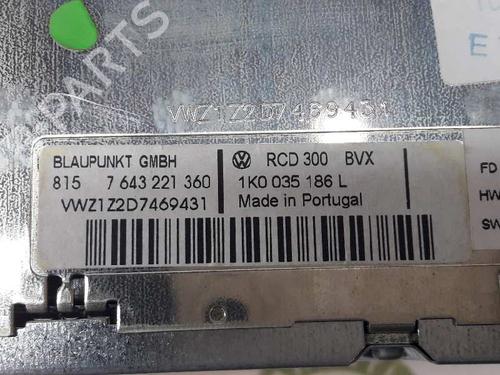 PARTS
E
VWZ1Z2D7469431
BLAUPUNKT GMBH
815 7 643 221 360
VWZ1Z2D7469431
RCD 300 BVX
1K0 035 186 L
Made in Portugal
FD
HW
SW